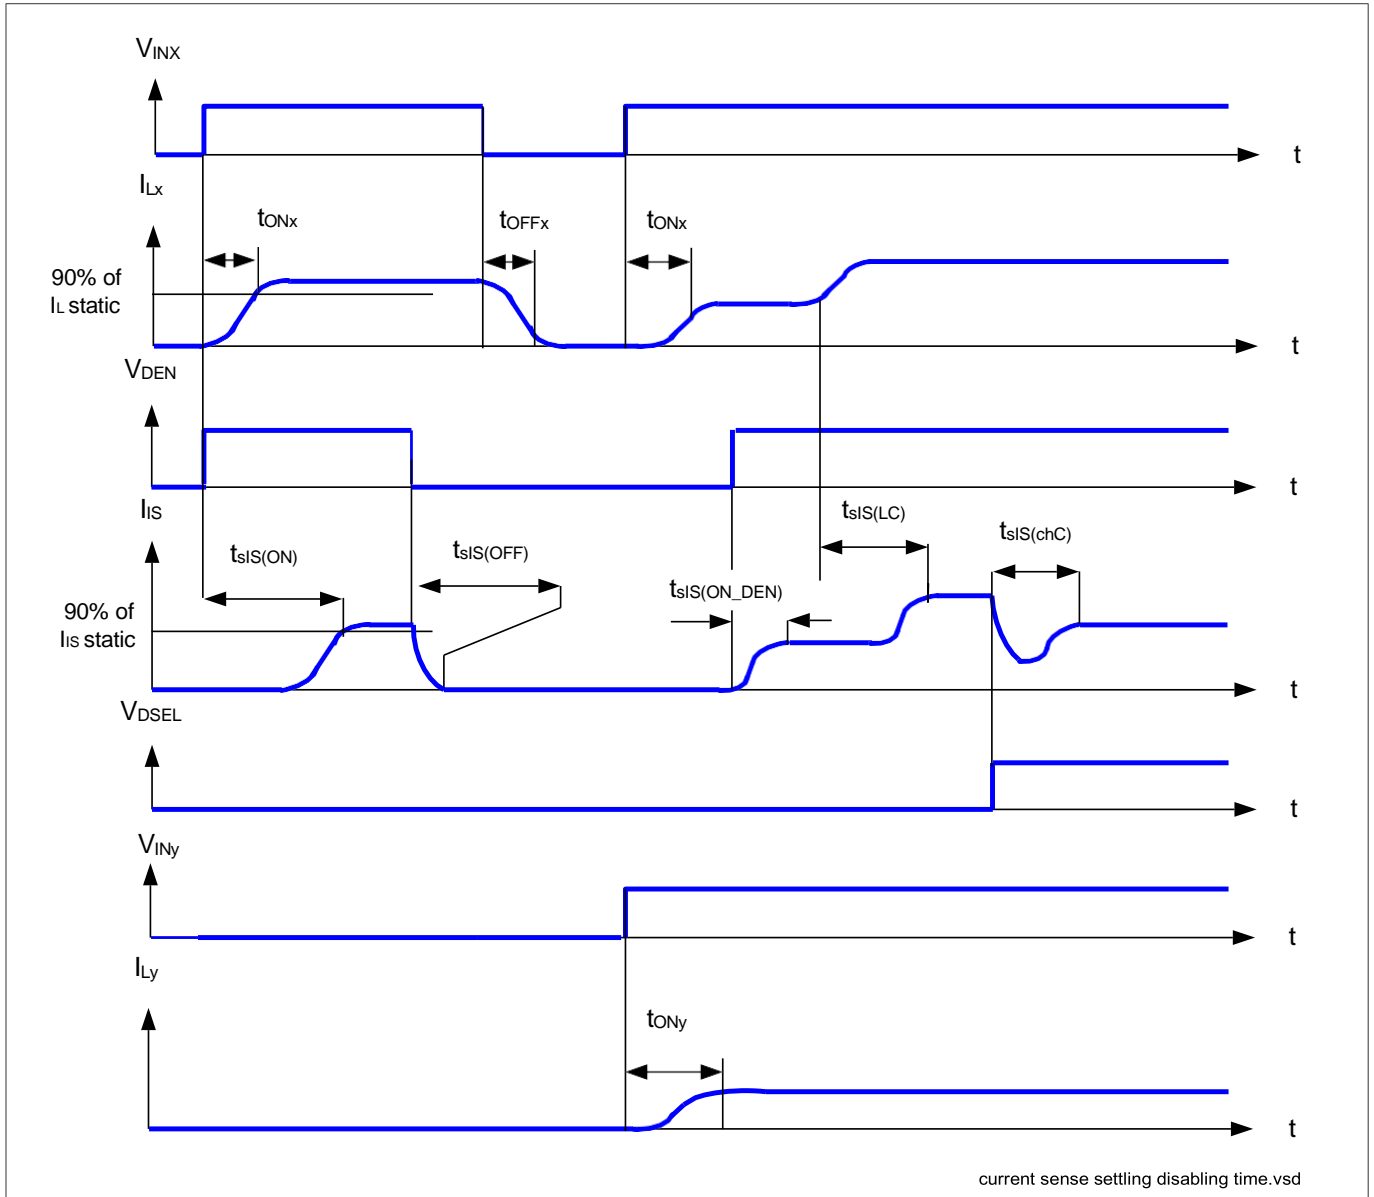 VINX
t
ILx
tONx
tOFFx
tONx
90% of
IL static
t
VDEN
t
IIS
tsIS(ON)
tsIS(OFF)
tsIS(ON_DEN)
tsIS(LC)
tsIS(chC)
90% of
IIS static
t
VDSEL
t
VINy
t
ILy
tONy
t
current sense settling disabling time.vsd